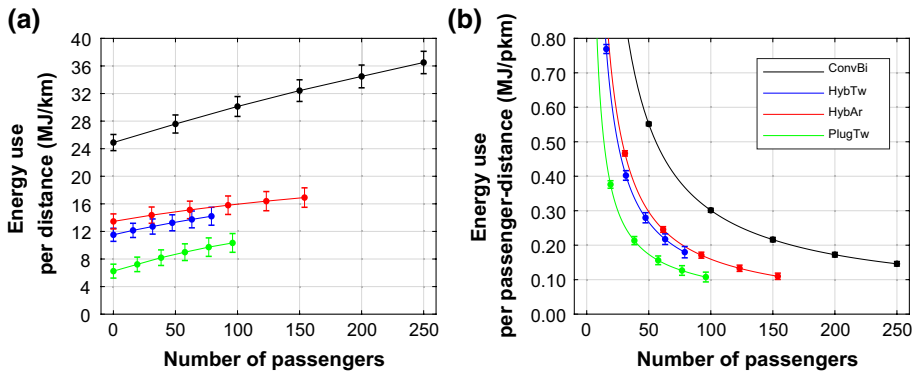 (a)
Energy use
per distance (MJ/km)
40
36
32
28
24
20
16
12
8
4
0
0 50 100 150 200 250
Number of passengers
(b)
Energy use
per passenger-distance (MJ/pkm)
0.80
0.70
0.60
0.50
0.40
0.30
0.20
0.10
0.00
0 50 100 150 200 250
Number of passengers
ConvBi
HybTw
HybAr
PlugTw